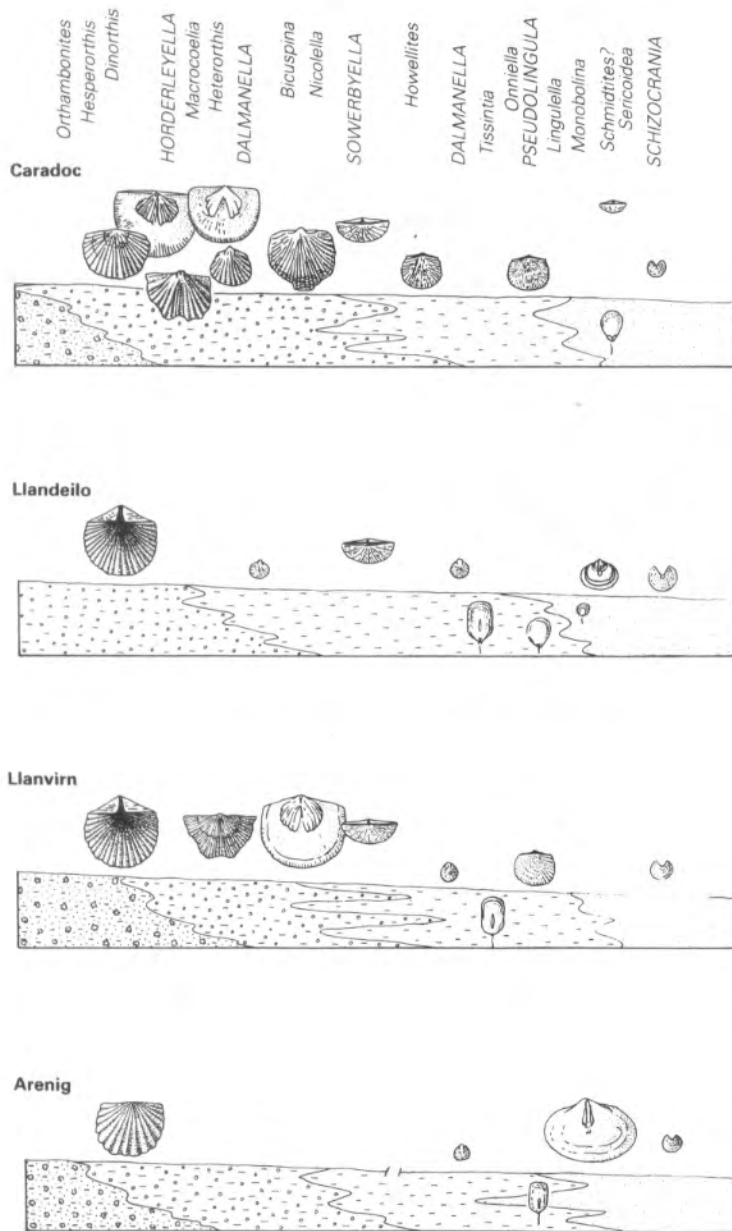 Orthambonites
Hesperorthis
Dinorthis
HORDERLEYELLA
Macrocoelia
Heterorthis
DALMANELLA
Bicuspina
Nicolella
SOWERBYELLA
Howellites
DALMANELLA
Tissintia
Onniella
PSEUDOLINGULA
Lingulella
Monobolina
Schmidtites?
Sericoidea
SCHIZOCRANIA
Caradoc
Llandeilo
Llanvirn
Arenig